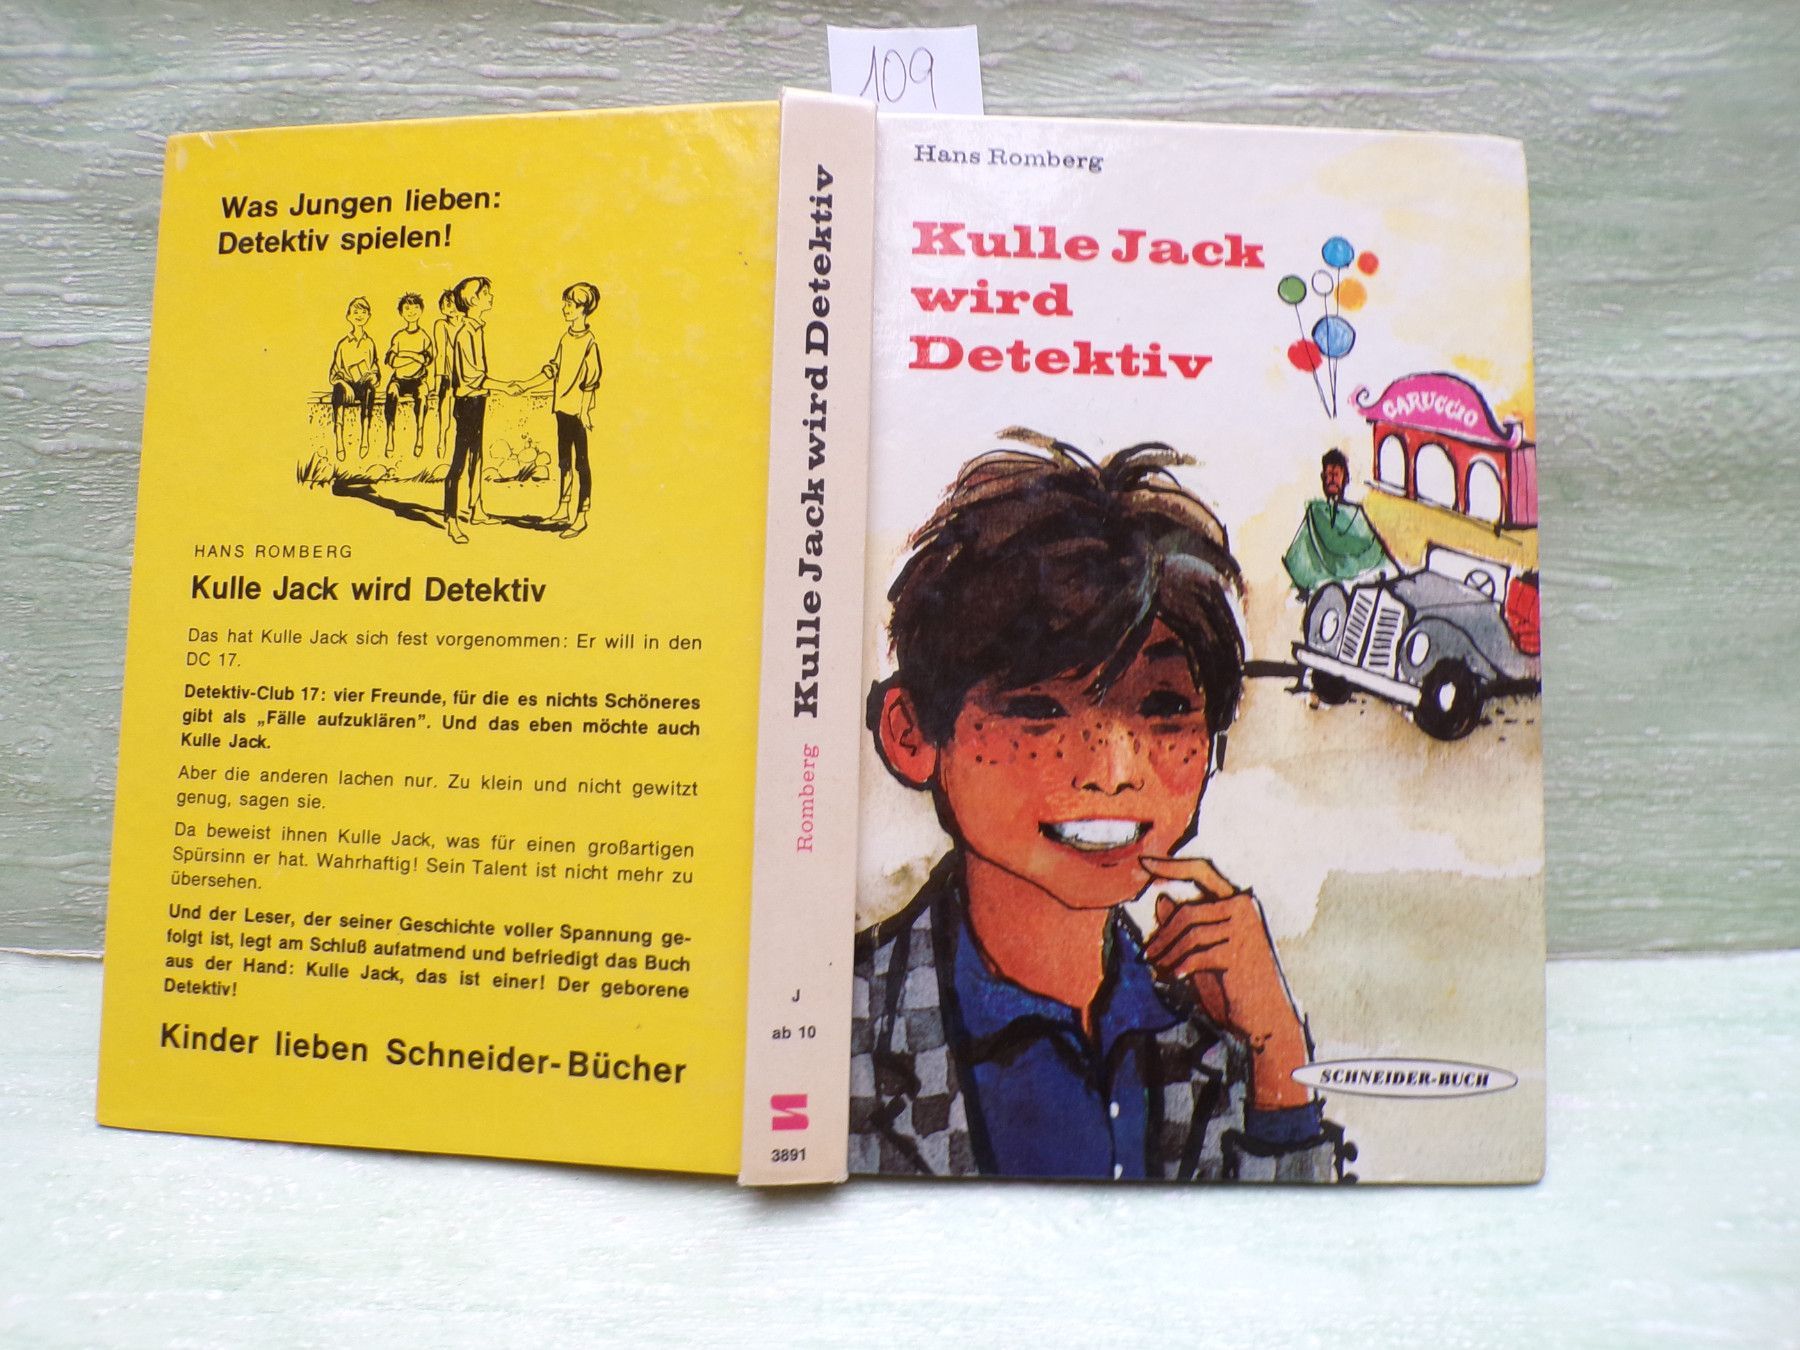 109
Was Jungen lieben:
Detektiv spielen!
HANS ROMBERG
Kulle Jack wird Detektiv
Das hat Kulle Jack sich fest vorgenommen: Er will in den
DC 17.
Detektiv-Club 17: vier Freunde, für die es nichts Schöneres
gibt als „Fälle aufzuklären”. Und das eben möchte auch
Kulle Jack.
Aber die anderen lachen nur. Zu klein und nicht gewitzt
genug, sagen sie.
Da beweist ihnen Kulle Jack, was für einen großartigen
Spürsinn er hat. Wahrhaftig! Sein Talent ist nicht mehr zu
übersehen.
Und der Leser, der seiner Geschichte voller Spannung ge-
folgt ist, legt am Schluß aufatmend und befriedigt das Buch
aus der Hand: Kulle Jack, das ist einer! Der geborene
Detektiv!
Kinder lieben Schneider-Bücher
Romberg Kulle Jack wird Detektiv
J
ab 10
3891
Hans Romberg
Kulle Jack
wird
Detektiv
CARUCCIO
SCHNEIDER-BUCH